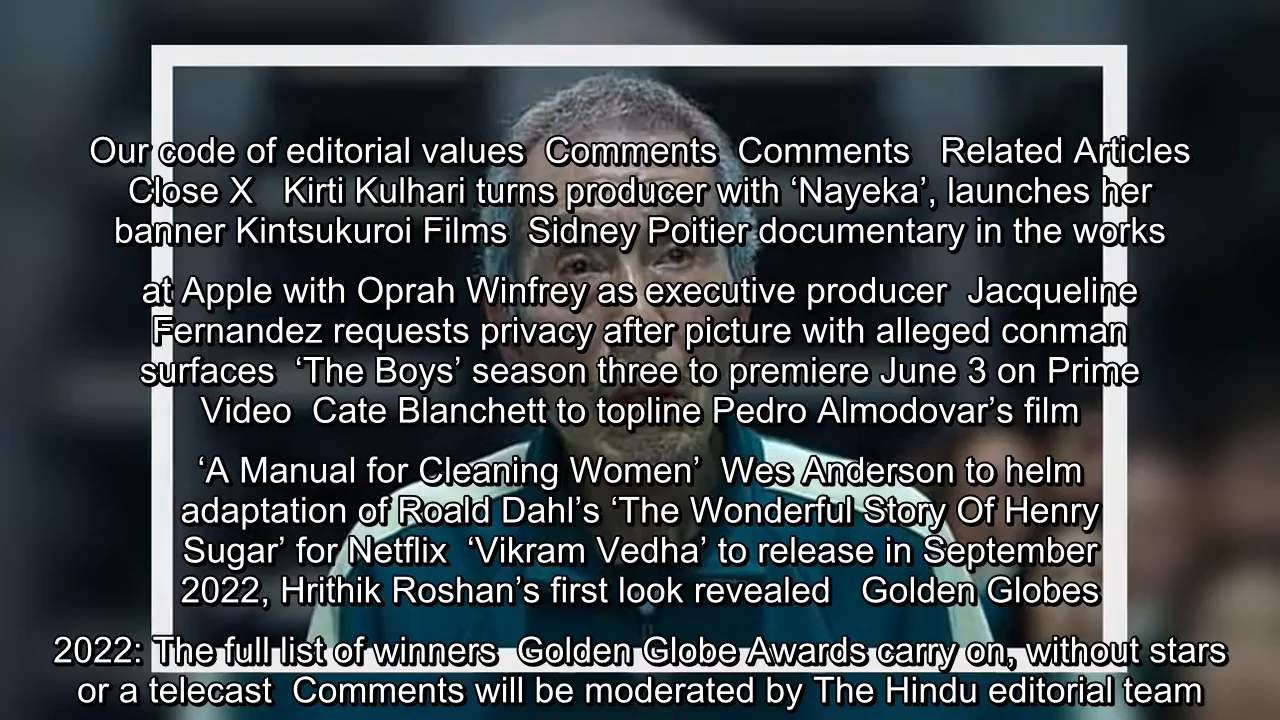 Our code of editorial values  Comments  Comments   Related Articles
Close X   Kirti Kulhari turns producer with ‘Nayeka’, launches her
banner Kintsukuroi Films  Sidney Poitier documentary in the works
at Apple with Oprah Winfrey as executive producer  Jacqueline
Fernandez requests privacy after picture with alleged conman
surfaces  ‘The Boys’ season three to premiere June 3 on Prime
Video  Cate Blanchett to topline Pedro Almodovar’s film
‘A Manual for Cleaning Women’  Wes Anderson to helm
adaptation of Roald Dahl’s ‘The Wonderful Story Of Henry
Sugar’ for Netflix  ‘Vikram Vedha’ to release in September
2022, Hrithik Roshan’s first look revealed   Golden Globes
2022: The full list of winners  Golden Globe Awards carry on, without stars
or a telecast  Comments will be moderated by The Hindu editorial team